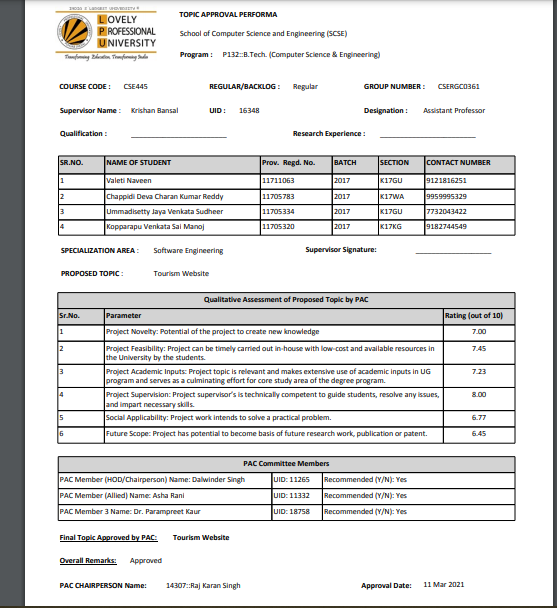 INDIA'S LARGEST UNIVERSITY*
LOVELY
PROFESSIONAL
UNIVERSITY
Transforming Education, Transforming India
TOPIC APPROVAL PERFORMA
School of Computer Science and Engineering (SCSE)
Program : P132::B.Tech. (Computer Science & Engineering)
COURSE CODE : CSE445 REGULAR/BACKLOG : Regular GROUP NUMBER : CSERGC0361
Supervisor Name : Krishan Bansal UID : 16348 Designation : Assistant Professor
Qualification : Research Experience :
SR.NO. NAME OF STUDENT Prov. Regd. No. BATCH SECTION CONTACT NUMBER
1 Valeti Naveen 11711063 2017 K17GU 9121816251
2 Chappidi Deva Charan Kumar Reddy 11705783 2017 K17WA 9959995329
3 Ummadisetty Jaya Venkata Sudheer 11705334 2017 K17GU 7732043422
4 Kopparapu Venkata Sai Manoj 11705320 2017 K17KG 9182744549
SPECIALIZATION AREA : Software Engineering Supervisor Signature:
PROPOSED TOPIC : Tourism Website
Qualitative Assessment of Proposed Topic by PAC
Sr.No. Parameter Rating (out of 10)
1 Project Novelty: Potential of the project to create new knowledge 7.00
2 Project Feasibility: Project can be timely carried out in-house with low-cost and available resources in 7.45
the University by the students.
3 Project Academic Inputs: Project topic is relevant and makes extensive use of academic inputs in UG 7.23
program and serves as a culminating effort for core study area of the degree program.
4 Project Supervision: Project supervisor's is technically competent to guide students, resolve any issues, 8.00
and impart necessary skills.
5 Social Applicability: Project work intends to solve a practical problem. 6.77
6 Future Scope: Project has potential to become basis of future research work, publication or patent. 6.45
PAC Committee Members
PAC Member (HOD/Chairperson) Name: Dalwinder Singh UID: 11265 Recommended (Y/N): Yes
PAC Member (Allied) Name: Asha Rani UID: 11332 Recommended (Y/N): Yes
PAC Member 3 Name: Dr. Parampreet Kaur UID: 18758 Recommended (Y/N): Yes
Final Topic Approved by PAC: Tourism Website
Overall Remarks: Approved
PAC CHAIRPERSON Name: 14307::Raj Karan Singh Approval Date: 11 Mar 2021